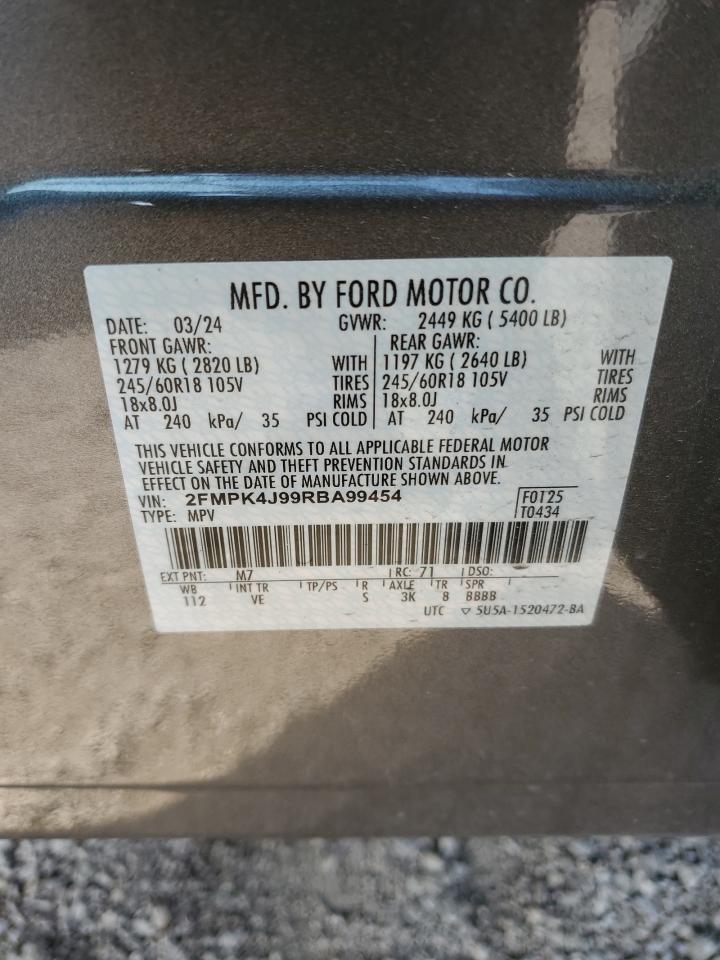 MFD. BY FORD MOTOR CO.
DATE: 03/24 GVWR: 2449 KG ( 5400 LB)
FRONT GAWR: REAR GAWR:
1279 KG ( 2820 LB) WITH 1197 KG ( 2640 LB) WITH
245/60R18 105V TIRES 245/60R18 105V TIRES
18x8.0J RIMS 18x8.0J RIMS
AT 240 kPa/ 35 PSI COLD AT 240 kPa/ 35 PSI COLD
THIS VEHICLE CONFORMS TO ALL APPLICABLE FEDERAL MOTOR
VEHICLE SAFETY AND THEFT PREVENTION STANDARDS IN
EFFECT ON THE DATE OF MANUFACTURE SHOWN ABOVE.
VIN: 2FMPK4J99RBA99454 F0125
TYPE: MPV T0434
EXT PNT: M7 RC: 71 DSO:
WB INT TR TP/PS R AXLE TR SPR
112 VE S 3K 8 BBBB
UTC ▽ 5U5A-1520472-BA